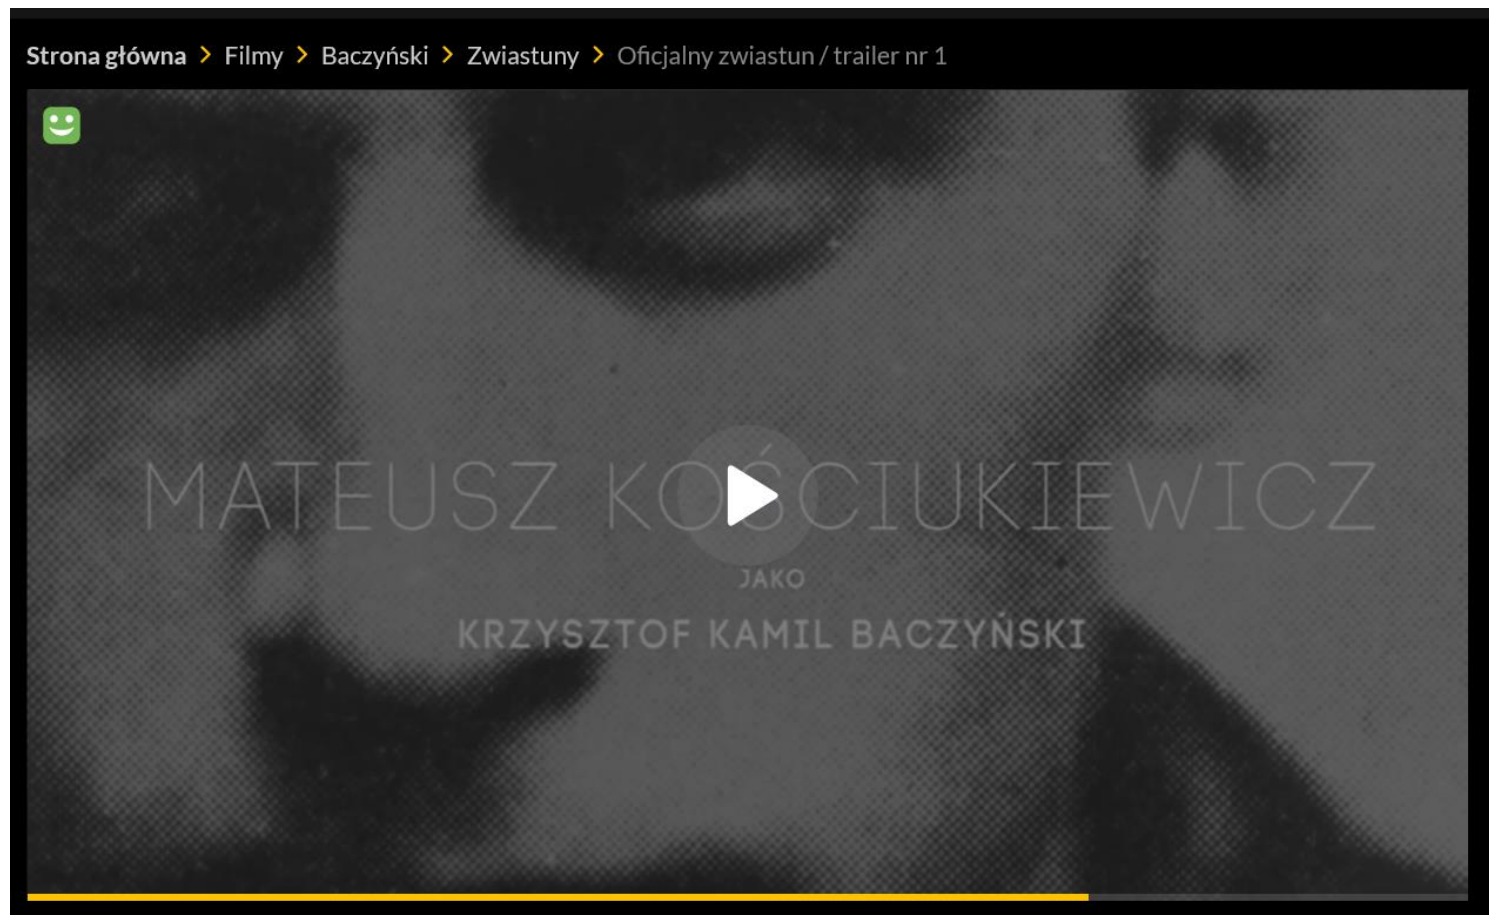 Strona główna > Filmy > Baczyński > Zwiastuny > Oficjalny zwiastun / trailer nr 1
MATEUSZ KOŚCIUKIEWICZ
JAKO
KRZYSZTOF KAMIL BACZYŃSKI